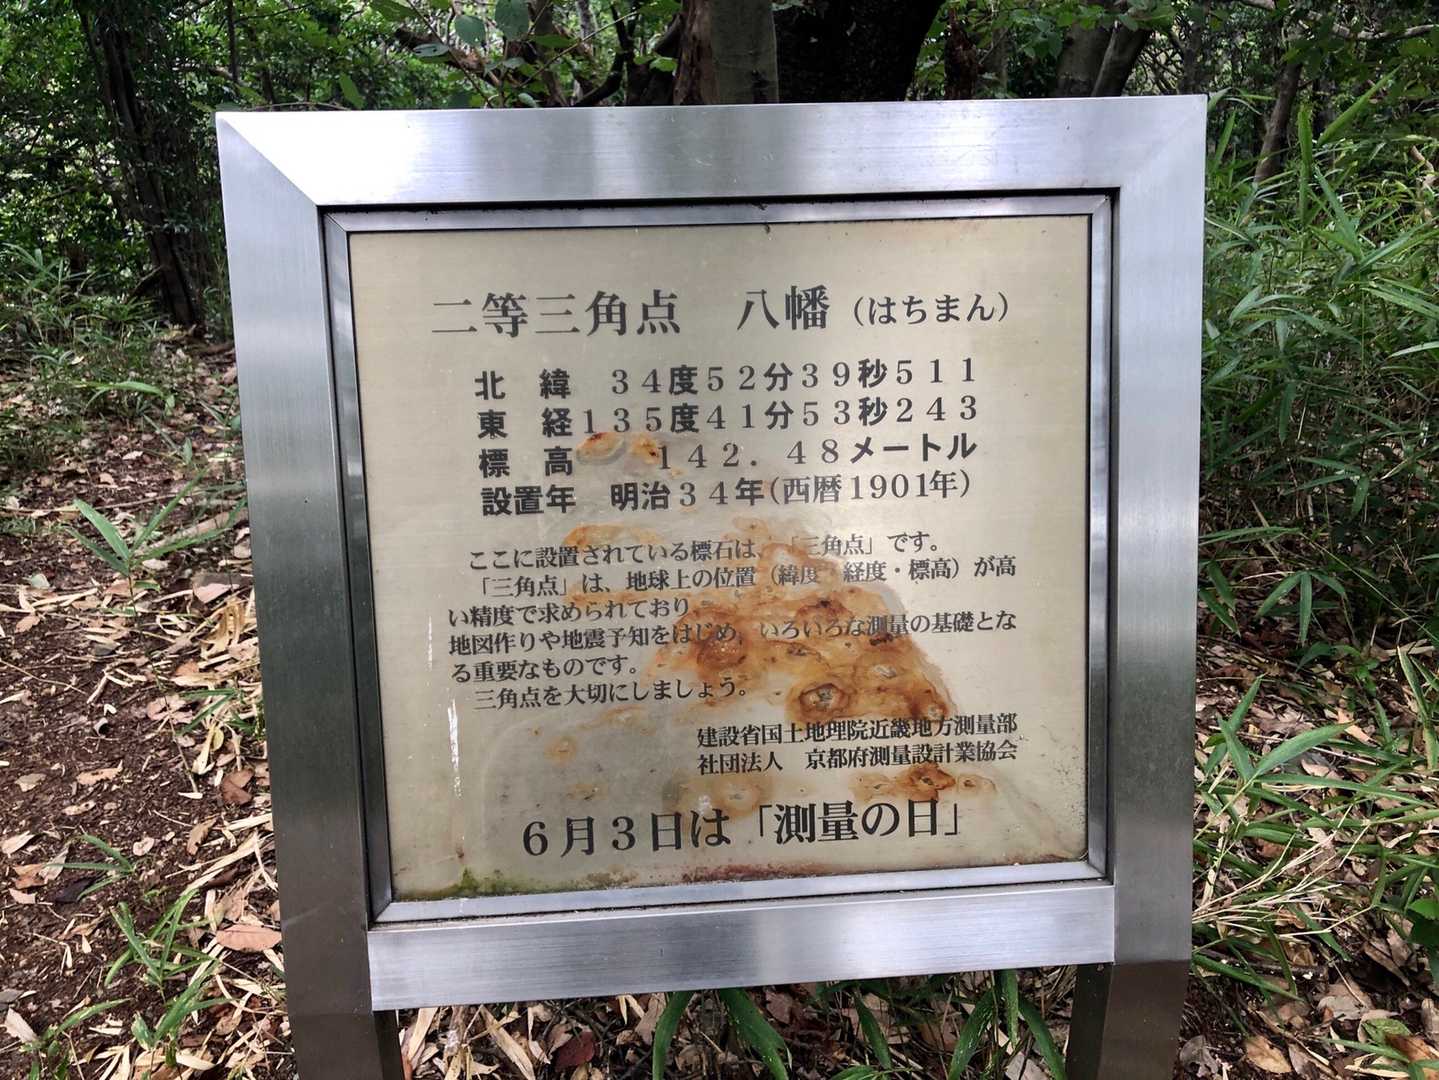 二等三角点　八幡（はちまん）
北　緯　３４度５２分３９秒５１１
東　経１３５度４１分５３秒２４３
標　高　　１４２．４８メートル
設置年　明治３４年（西暦１９０１年）
ここに設置されている標石は、「三角点」です。
「三角点」は、地球上の位置（緯度・経度・標高）が高
い精度で求められており、
地図作りや地震予知をはじめ、いろいろな測量の基礎とな
る重要なものです。
三角点を大切にしましょう。
建設省国土地理院近畿地方測量部
社団法人　京都府測量設計業協会
６月３日は「測量の日」